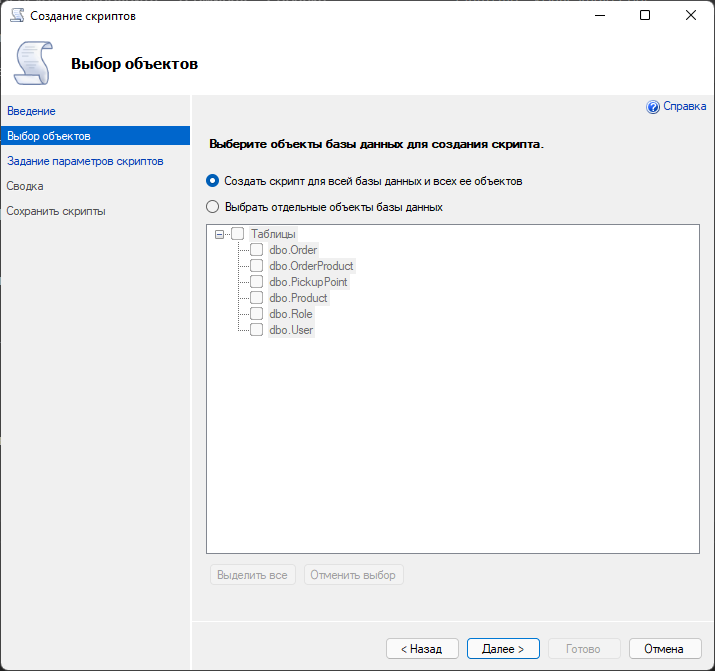 Создание скриптов
Выбор объектов
Введение
Выбор объектов
Задание параметров скриптов
Сводка
Сохранить скрипты
Справка
Выберите объекты базы данных для создания скрипта.
Создать скрипт для всей базы данных и всех ее объектов
Выбрать отдельные объекты базы данных
Таблицы
dbo.Order
dbo.OrderProduct
dbo.PickupPoint
dbo.Product
dbo.Role
dbo.User
Выделить все
Отменить выбор
< Назад
Далее >
Готово
Отмена